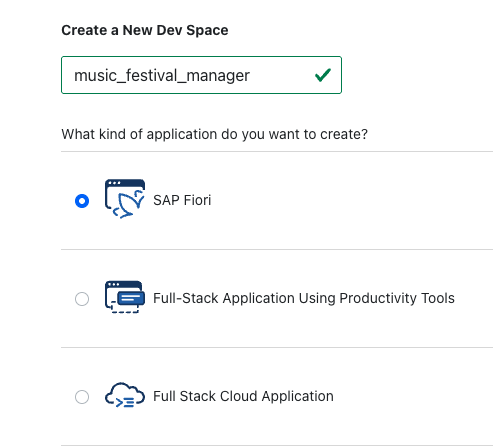 Create a New Dev Space
music_festival_manager
What kind of application do you want to create?
SAP Fiori
Full-Stack Application Using Productivity Tools
Full Stack Cloud Application